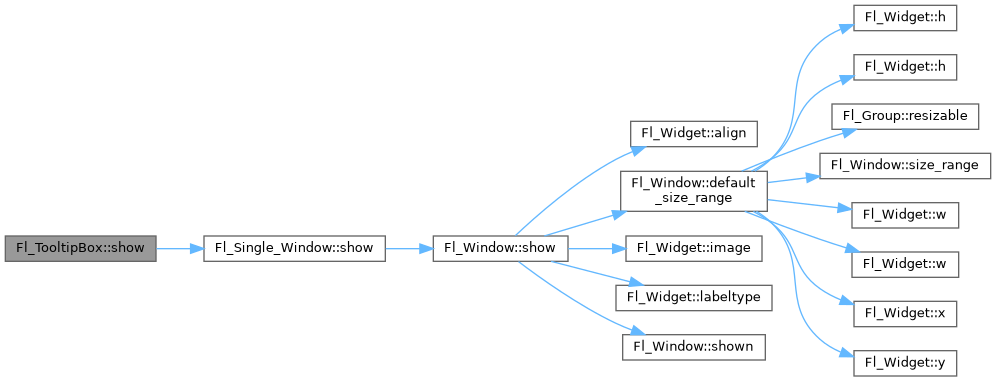 Fl_TooltipBox::show
Fl_Single_Window::show
Fl_Window::show
Fl_Widget::align
Fl_Window::default
_size_range
Fl_Widget::image
Fl_Widget::labeltype
Fl_Window::shown
Fl_Widget::h
Fl_Widget::h
Fl_Group::resizable
Fl_Window::size_range
Fl_Widget::w
Fl_Widget::w
Fl_Widget::x
Fl_Widget::y